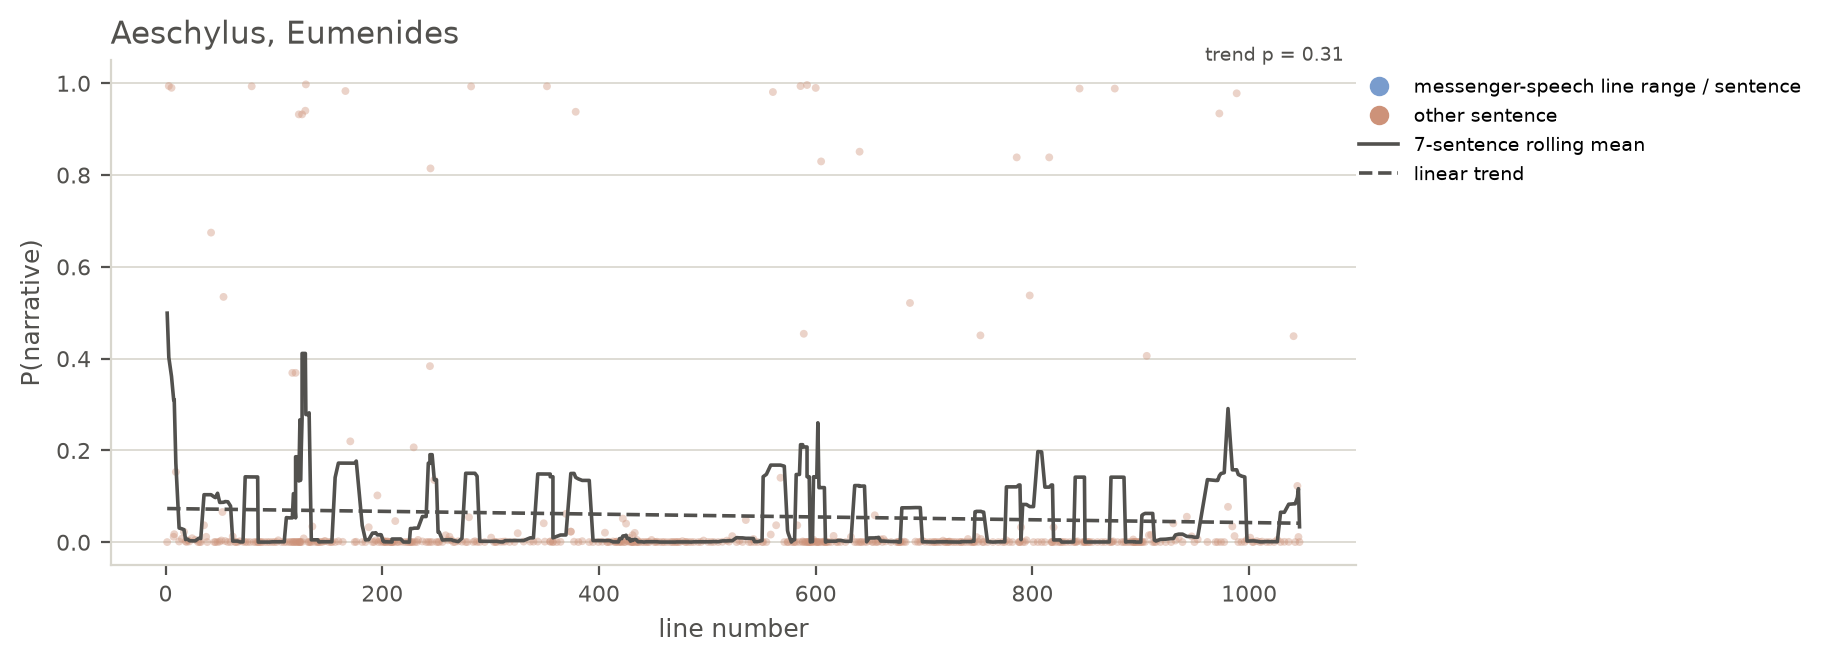 Aeschylus, Eumenides
trend p = 0.31
messenger-speech line range / sentence
other sentence
7-sentence rolling mean
linear trend
P(narrative)
1.0
0.8
0.6
0.4
0.2
0.0
0 200 400 600 800 1000
line number